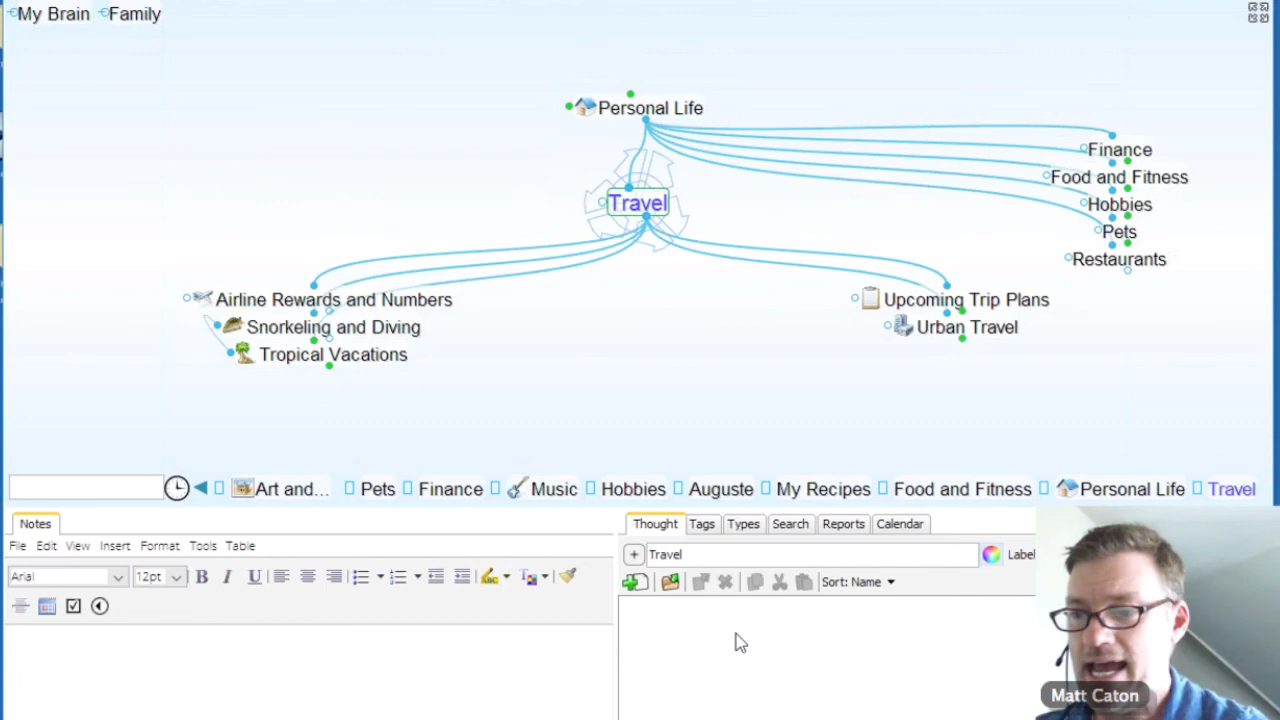 My Brain Family
Personal Life
Finance
Food and Fitness
Hobbies
Pets
Restaurants
Travel
Airline Rewards and Numbers
Snorkeling and Diving
Tropical Vacations
Upcoming Trip Plans
Urban Travel
Art and... Pets Finance Music Hobbies Auguste My Recipes Food and Fitness Personal Life Travel
Notes
File Edit View Insert Format Tools Table
Arial 12pt B I U
Thought Tags Types Search Reports Calendar
Travel Label
Sort: Name
Matt Caton